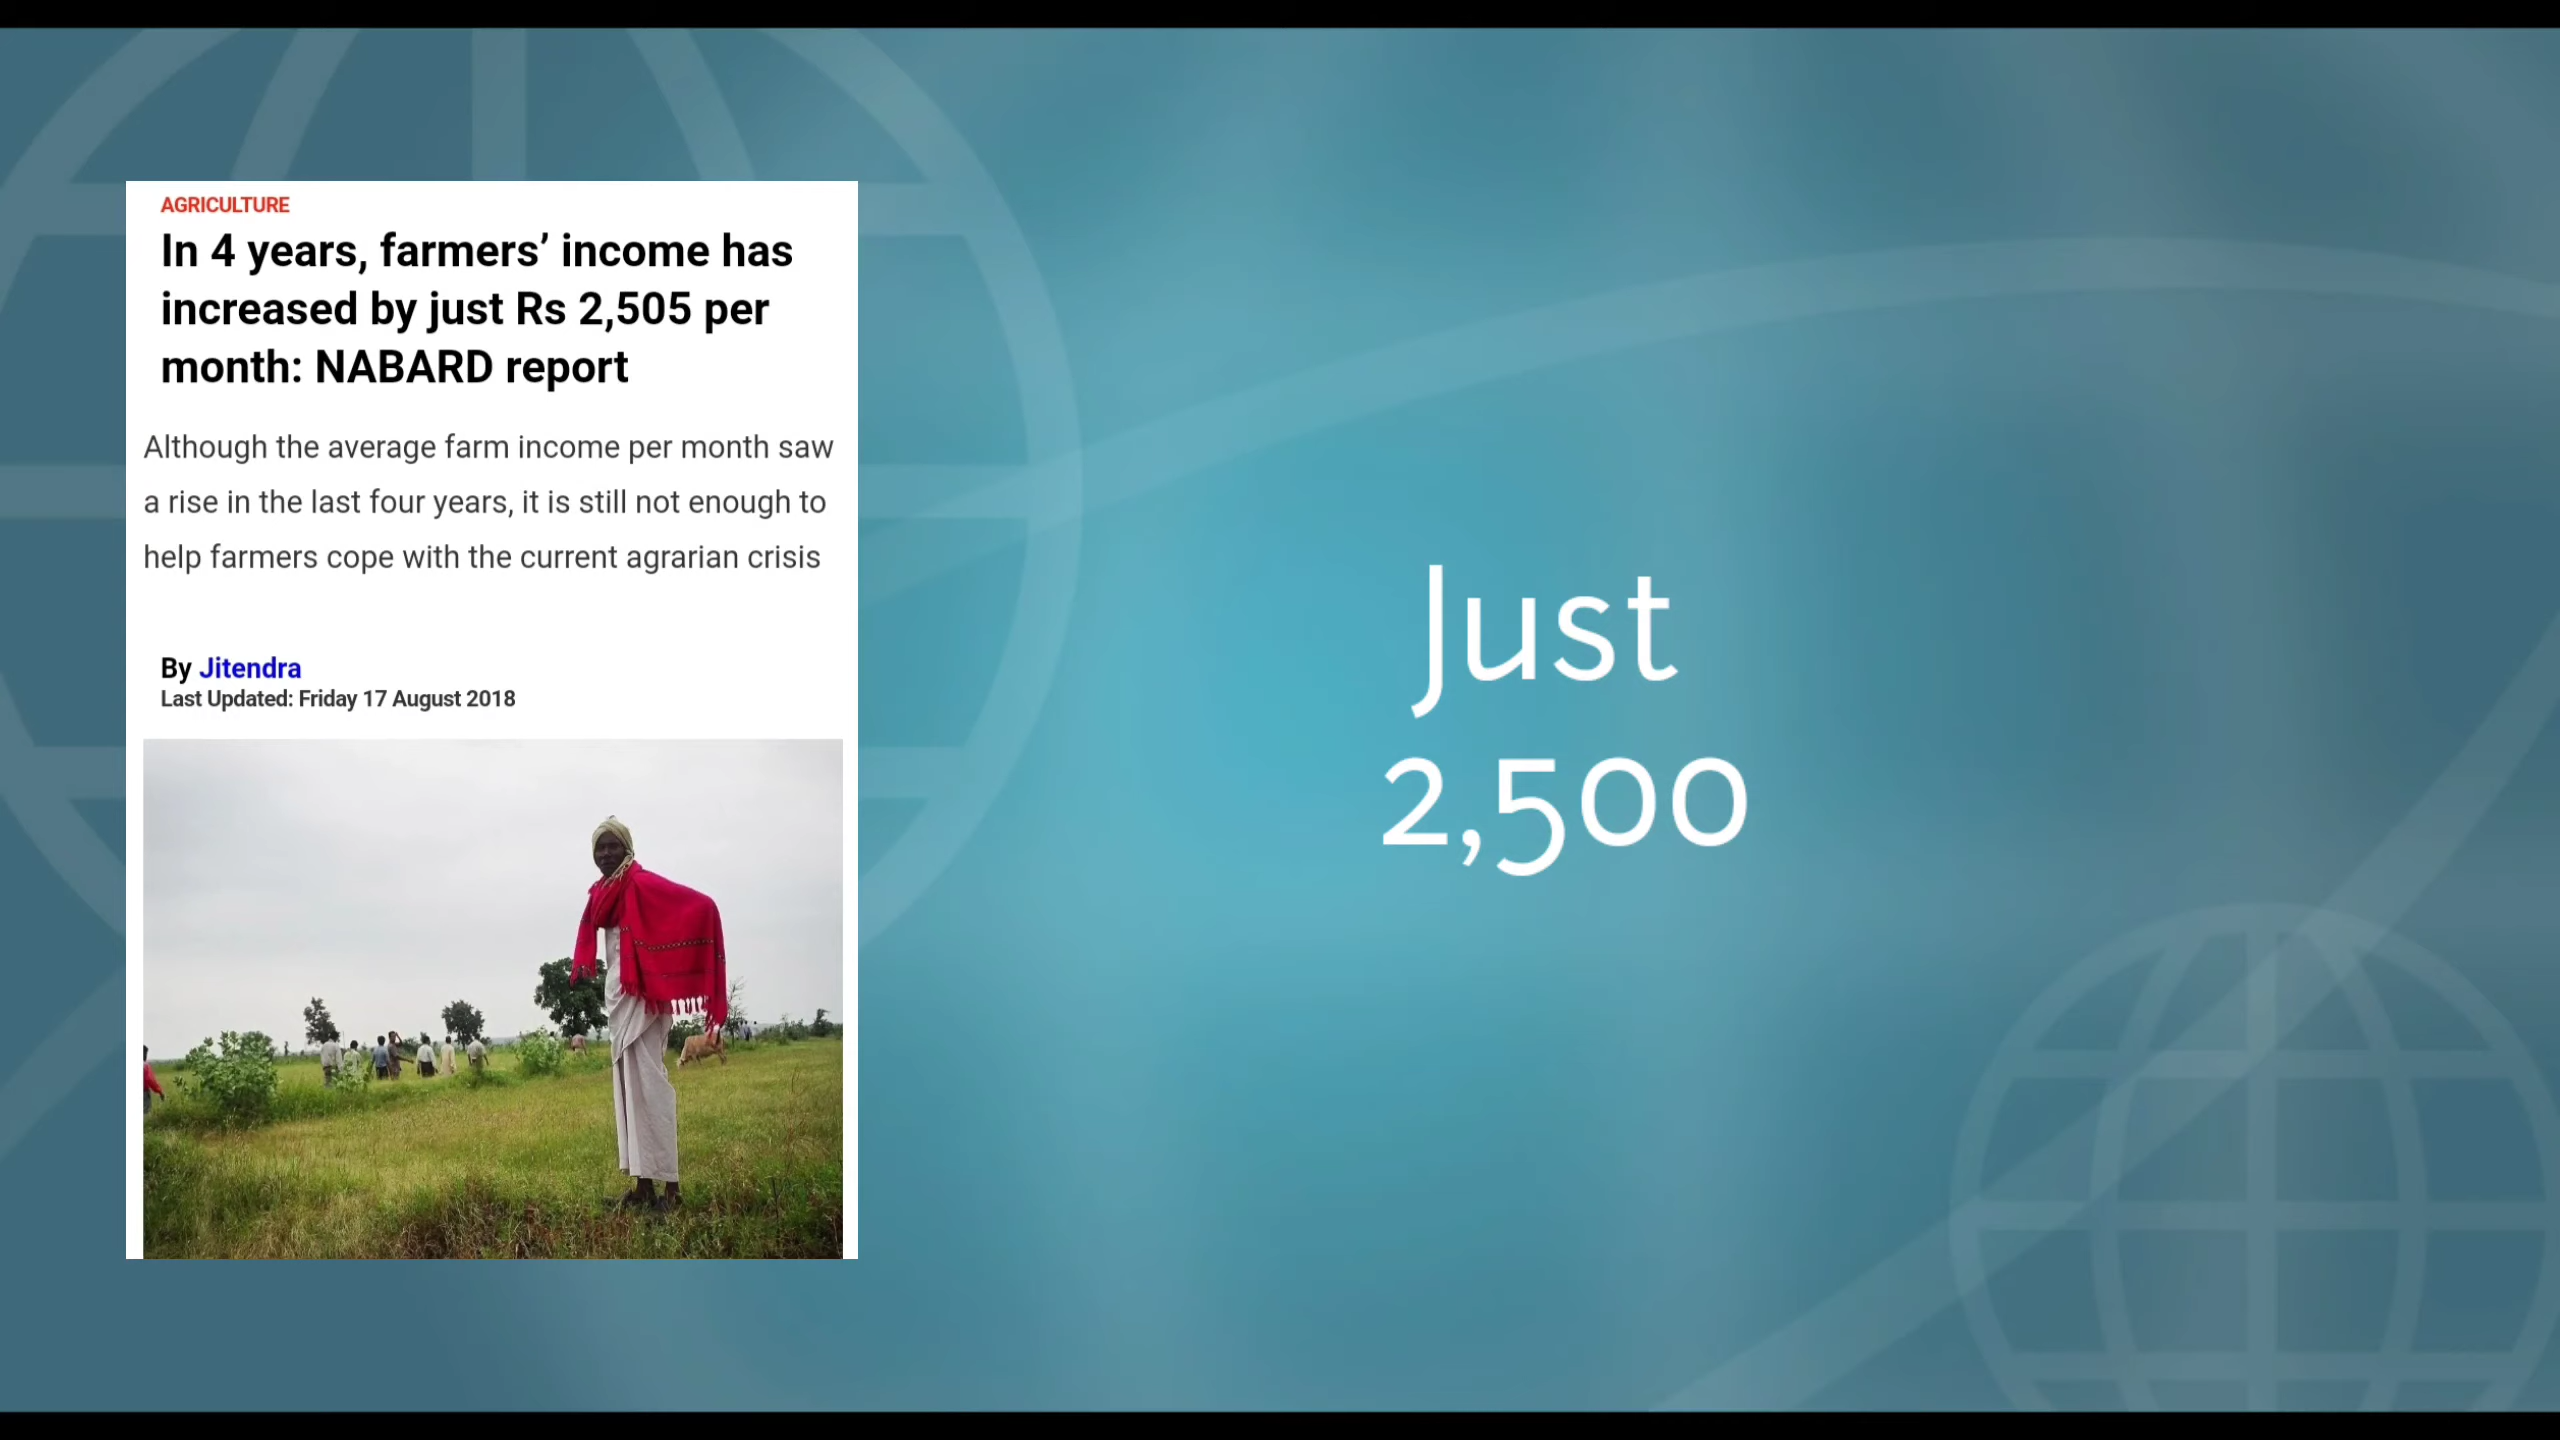 AGRICULTURE
In 4 years, farmers’ income has
increased by just Rs 2,505 per
month: NABARD report
Although the average farm income per month saw
a rise in the last four years, it is still not enough to
help farmers cope with the current agrarian crisis
By Jitendra
Last Updated: Friday 17 August 2018
Just
2,500